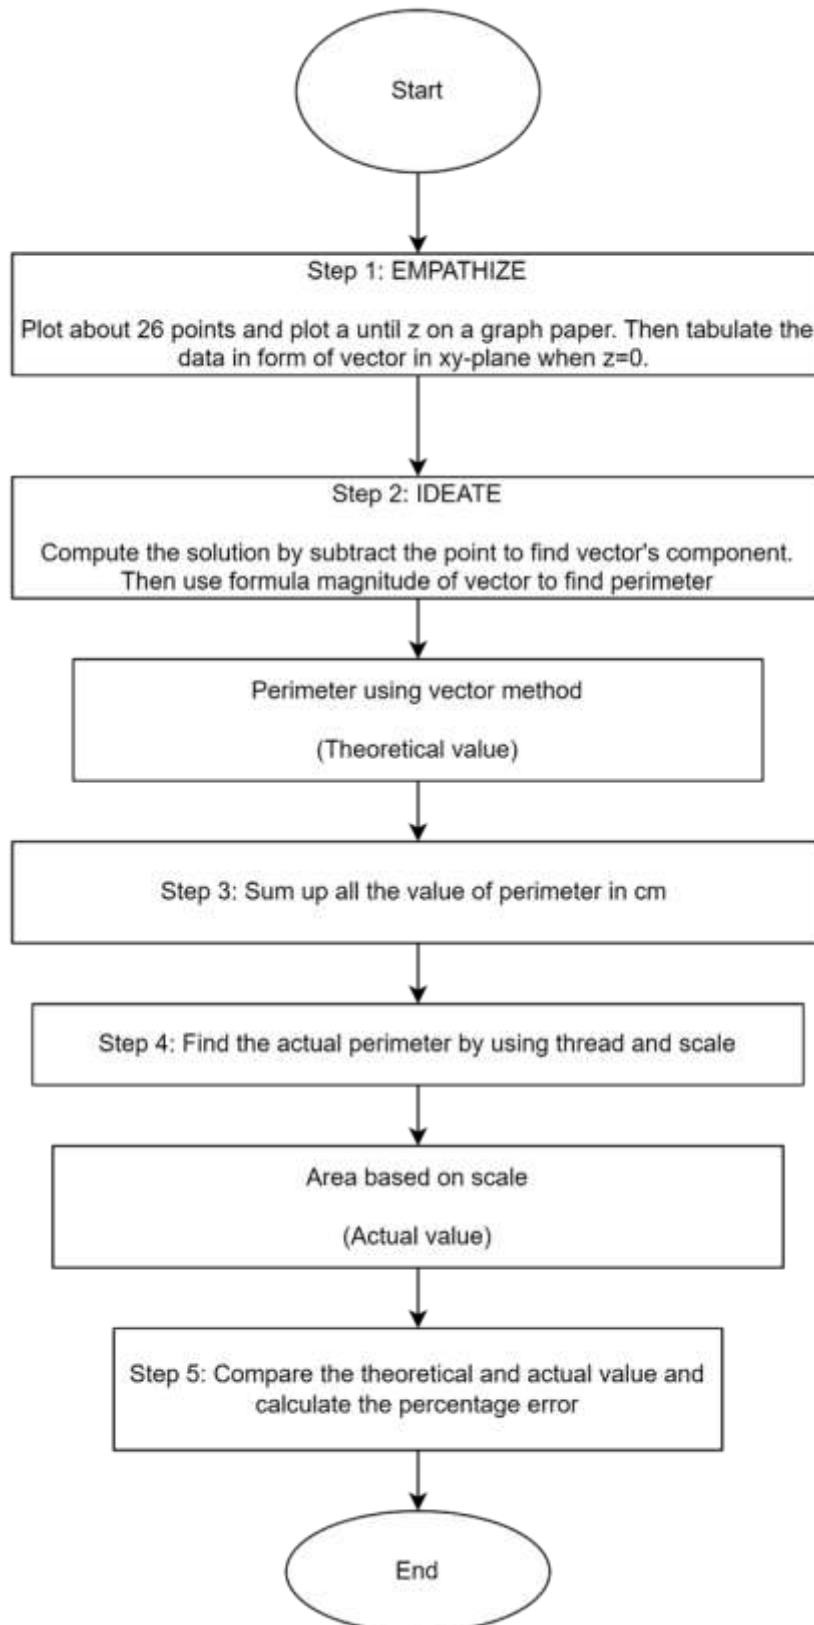 Start
Step 1: EMPATHIZE
Plot about 26 points and plot a until z on a graph paper. Then tabulate the
data in form of vector in xy-plane when z=0.
Step 2: IDEATE
Compute the solution by subtract the point to find vector's component.
Then use formula magnitude of vector to find perimeter
Perimeter using vector method
(Theoretical value)
Step 3: Sum up all the value of perimeter in cm
Step 4: Find the actual perimeter by using thread and scale
Area based on scale
(Actual value)
Step 5: Compare the theoretical and actual value and
calculate the percentage error
End